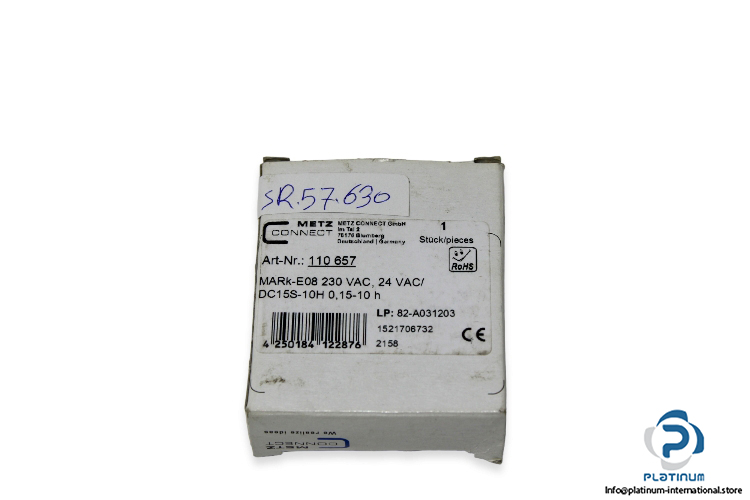 SR.57.630
METZ CONNECT
METZ CONNECT GmbH
Im Tal 2
78176 Blumberg
Deutschland | Germany
1
Stück/pieces
Art-Nr.: 110 657
RoHS
MARk-E08 230 VAC, 24 VAC/
DC15S-10H 0,15-10 h
LP: 82-A031203
1521706732
2158
CE
4 250184 122876
We realize ideas
METZ CONNECT
PLATINUM
Info@platinum-international.store